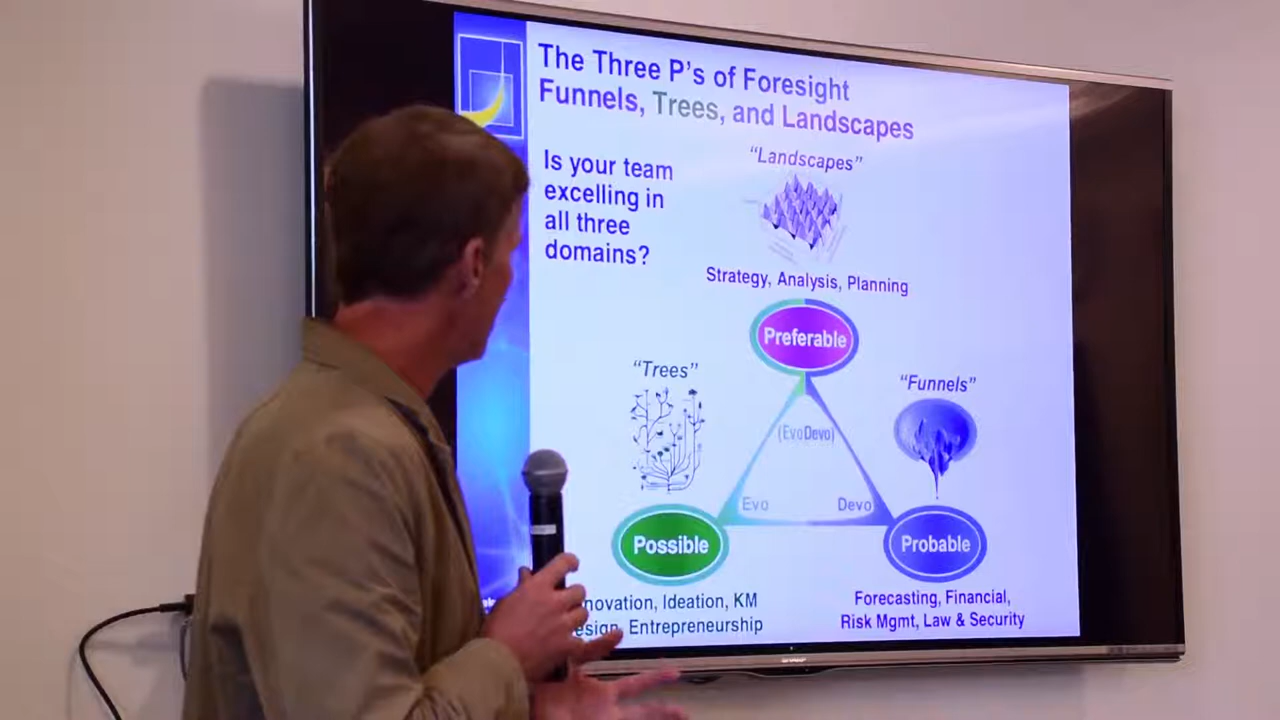 The Three P's of Foresight
Funnels, Trees, and Landscapes
Is your team
excelling in
all three
domains?
"Landscapes"
Strategy, Analysis, Planning
Preferable
"Trees"
"Funnels"
(EvoDevo)
Evo
Devo
Possible
Probable
novation, Ideation, KM
esign, Entrepreneurship
Forecasting, Financial,
Risk Mgmt, Law & Security
SHARP